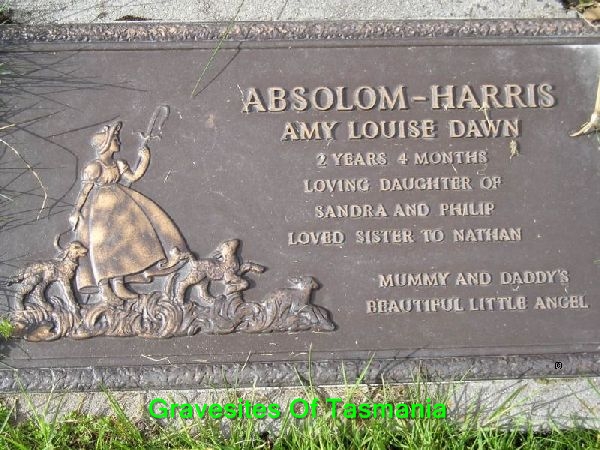 ABSOLOM-HARRIS
AMY LOUISE DAWN
2 YEARS 4 MONTHS
LOVING DAUGHTER OF
SANDRA AND PHILIP
LOVED SISTER TO NATHAN
MUMMY AND DADDY'S
BEAUTIFUL LITTLE ANGEL
®
Gravesites Of Tasmania